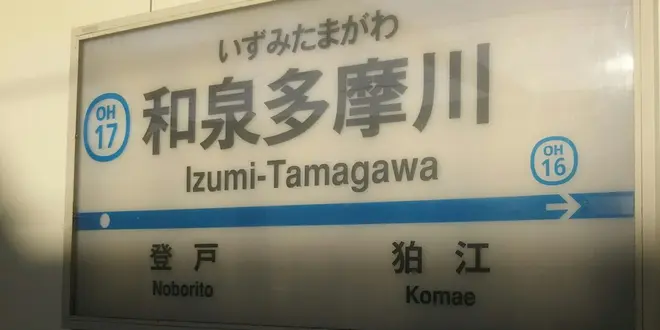 いずみたまがわ
OH
17
和泉多摩川
Izumi-Tamagawa
OH
16
登戸
Noborito
狛江
Komae